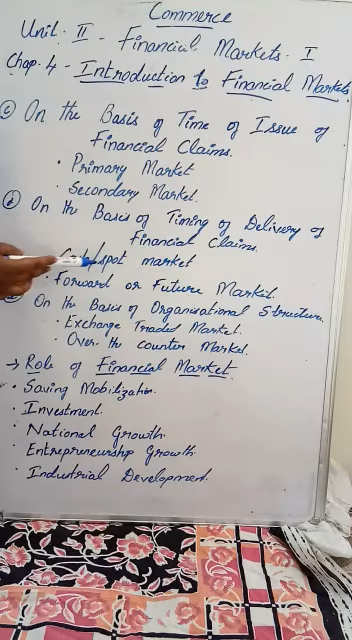 Commerce
Unit - II - Financial Markets - I
Chap. 4 - Introduction to Financial Markets
c) On the Basis of Time of Issue of
Financial Claims.
• Primary Market
• Secondary Market.
d) On the Basis of Timing of Delivery of
Financial Claims.
/spot market
Forward or Future Market.
On the Basis of Organisational Structure.
• Exchange Traded Market.
• Over-the counter Market.
→ Role of Financial Market.
• Saving Mobilization.
• Investment.
• National Growth.
• Entrepreneurship Growth.
• Industrial Development.